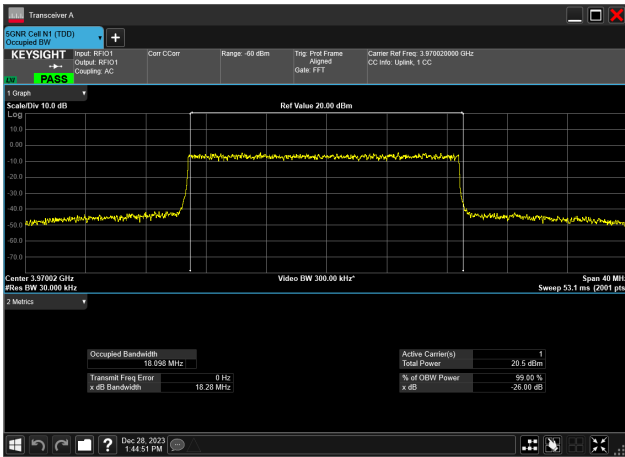 Transceiver A
5GNR Cell N1 (TDD)
Occupied BW
KEYSIGHT
LXI
PASS
Input: RFIO1
Output: RFIO1
Coupling: AC
Corr CCorr
Range: -60 dBm
Trig: Prot Frame
Aligned
Gate: FFT
Carrier Ref Freq: 3.970020000 GHz
CC Info: Uplink, 1 CC
1 Graph
Scale/Div 10.0 dB
Ref Value 20.00 dBm
Log
10.0
0.00
-10.0
-20.0
-30.0
-40.0
-50.0
-60.0
-70.0
Center 3.97002 GHz
Video BW 300.00 kHz*
Span 40 MHz
#Res BW 30.000 kHz
Sweep 53.1 ms (2001 pts
2 Metrics
Occupied Bandwidth
18.098 MHz
Transmit Freq Error 0 Hz
x dB Bandwidth 18.28 MHz
Active Carrier(s) 1
Total Power 20.5 dBm
% of OBW Power 99.00 %
x dB -26.00 dB
?
Dec 28, 2023
1:44:51 PM